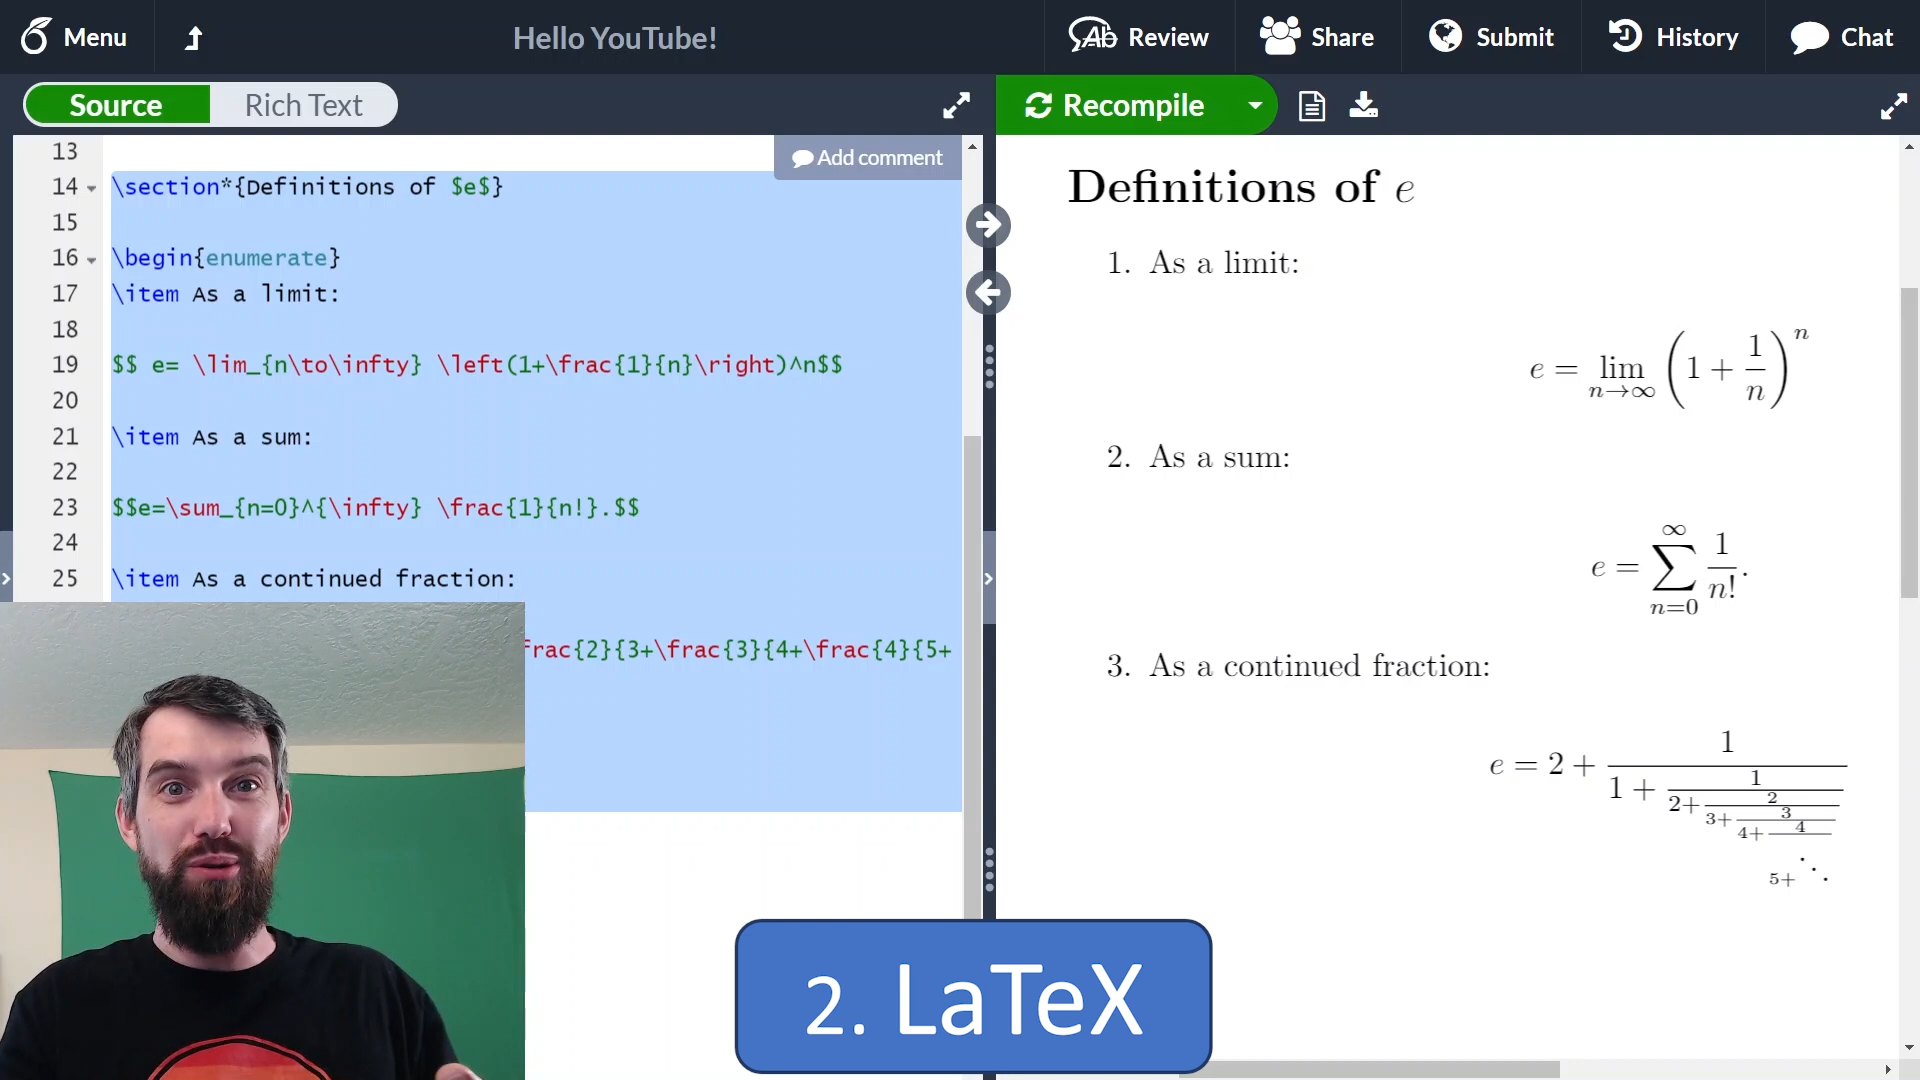 Menu
Hello YouTube!
Review
Share
Submit
History
Chat
Source
Rich Text
Recompile
Add comment
13
14 \section*{Definitions of $e$}
15
16 \begin{enumerate}
17 \item As a limit:
18
19 $$ e= \lim_{n\to\infty} \left(1+\frac{1}{n}\right)^n$$
20
21 \item As a sum:
22
23 $$e=\sum_{n=0}^{\infty} \frac{1}{n!}.$$
24
25 \item As a continued fraction:
frac{2}{3+\frac{3}{4+\frac{4}{5+
Definitions of e
1. As a limit:
e = lim n→∞ (1 + 1/n)^n
2. As a sum:
e = ∑ n=0 ∞ 1/n!.
3. As a continued fraction:
e = 2 + 1/(1 + 1/(2+ 2/(3+ 3/(4+ 4/(5+ ⋱
2. LaTeX